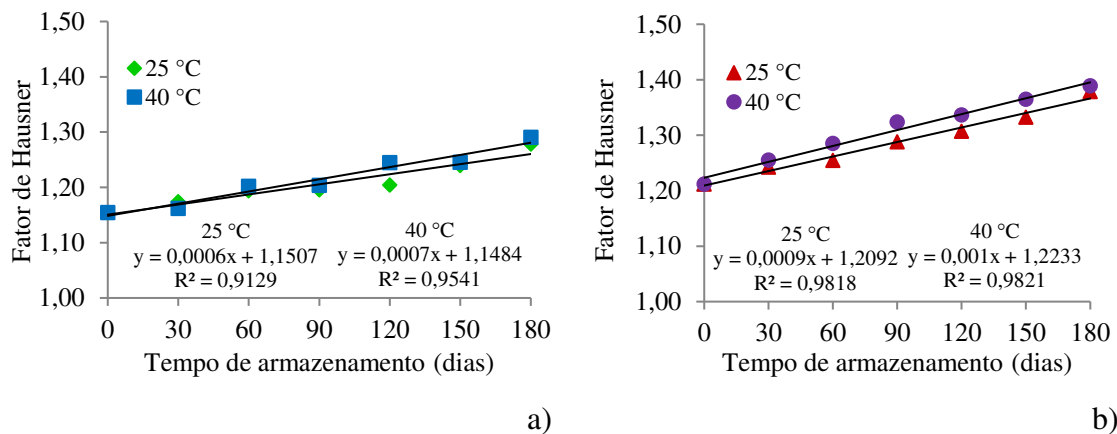 1,50
1,40
1,30
1,20
1,10
1,00
Fator de Hausner
25 °C
40 °C
25 °C
y = 0,0006x + 1,1507
R² = 0,9129
40 °C
y = 0,0007x + 1,1484
R² = 0,9541
0 30 60 90 120 150 180
Tempo de armazenamento (dias)
a)
1,50
1,40
1,30
1,20
1,10
1,00
Fator de Hausner
25 °C
40 °C
25 °C
y = 0,0009x + 1,2092
R² = 0,9818
40 °C
y = 0,001x + 1,2233
R² = 0,9821
0 30 60 90 120 150 180
Tempo de armazenamento (dias)
b)